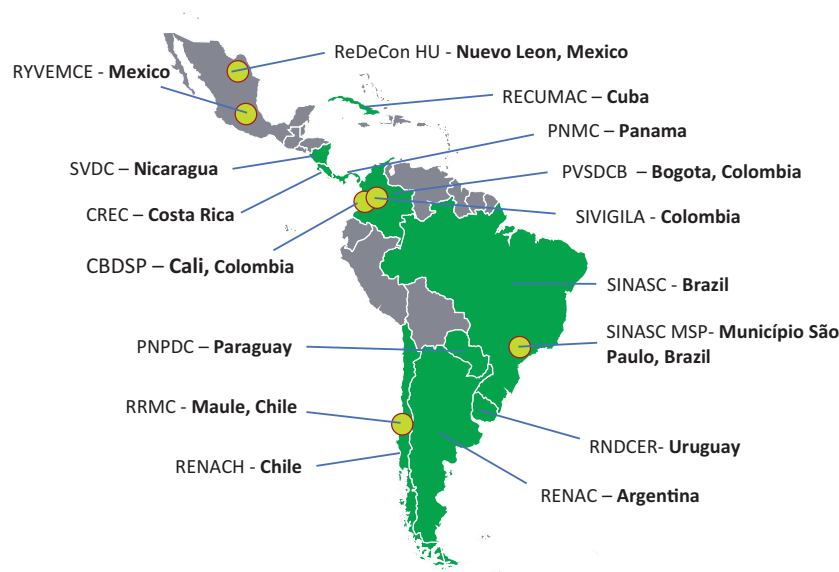 ReDeCon HU - Nuevo Leon, Mexico
RYVEMCE - Mexico
RECUMAC – Cuba
PNMC – Panama
SVDC - Nicaragua
PVSDCB – Bogota, Colombia
CREC – Costa Rica
SIVIGILA - Colombia
CBDSP – Cali, Colombia
SINASC - Brazil
SINASC MSP- Município São
Paulo, Brazil
PNPDC – Paraguay
RRMC – Maule, Chile
RNDCER- Uruguay
RENACH - Chile
RENAC – Argentina